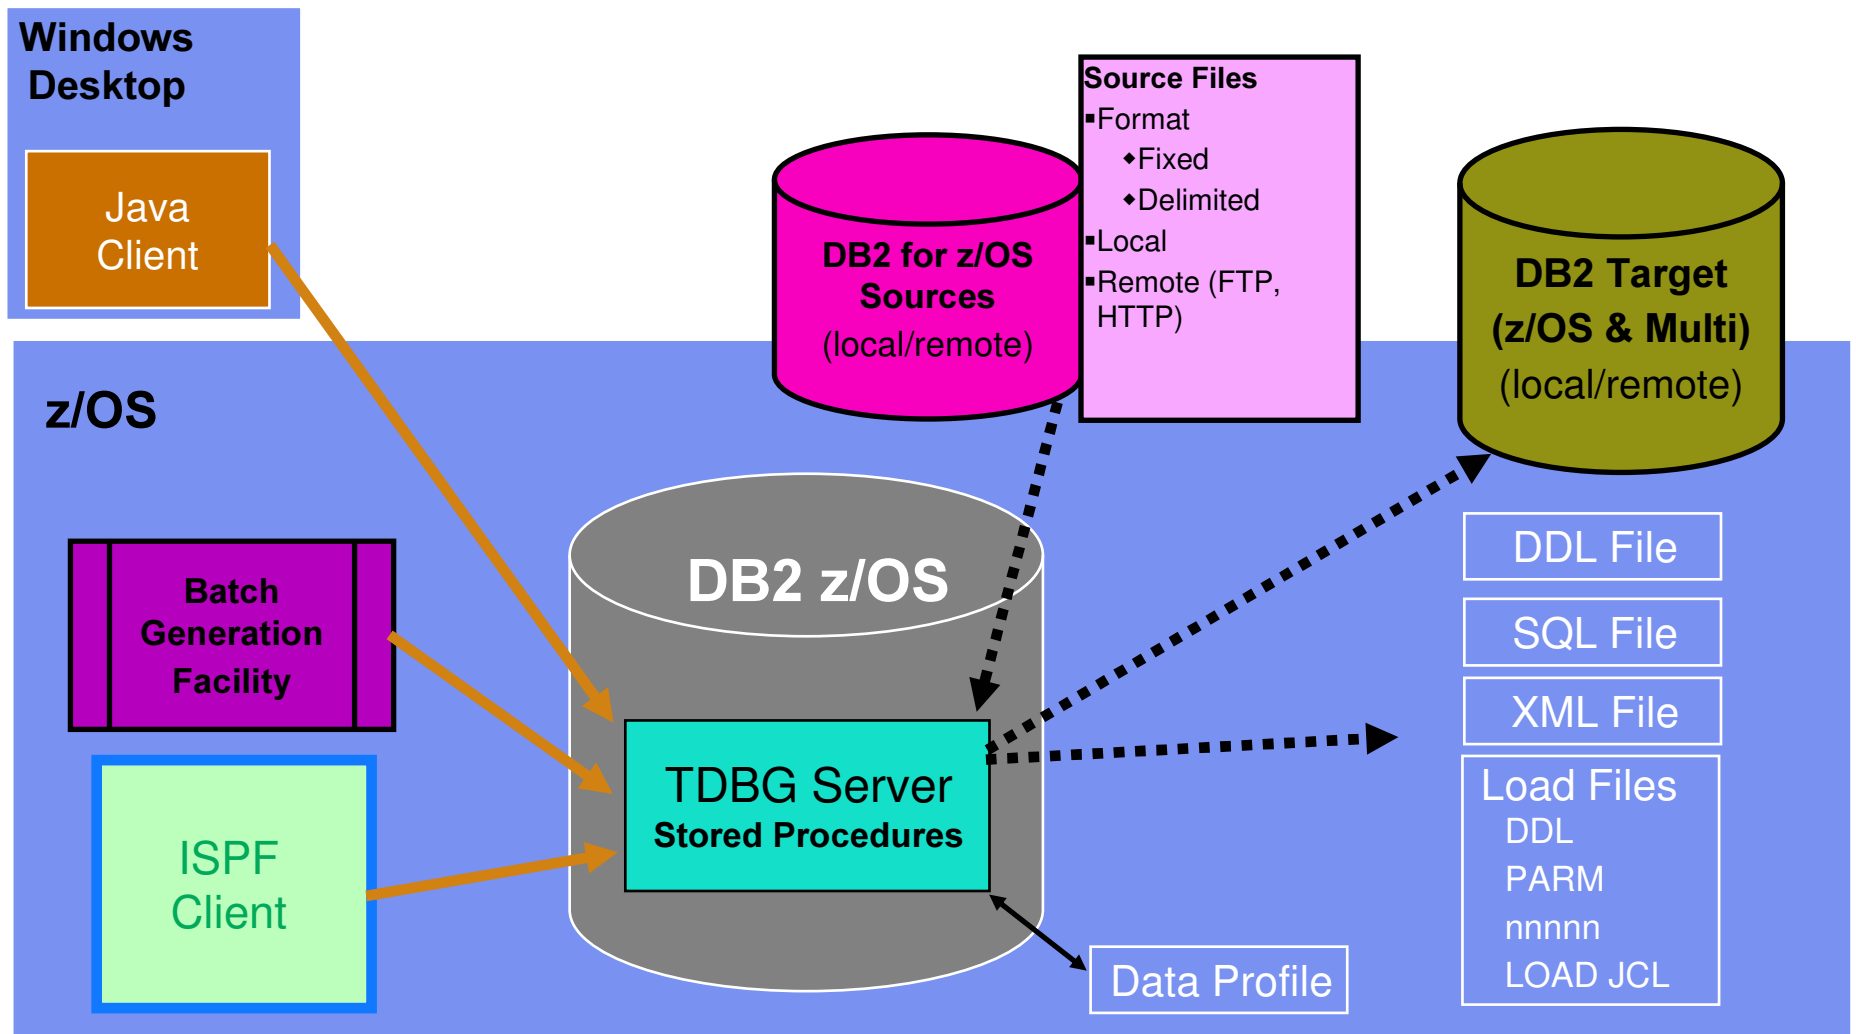 Windows
Desktop
Java
Client
Source Files
▪Format
◆Fixed
◆Delimited
▪Local
▪Remote (FTP,
HTTP)
DB2 for z/OS
Sources
(local/remote)
DB2 Target
(z/OS & Multi)
(local/remote)
z/OS
Batch
Generation
Facility
ISPF
Client
DB2 z/OS
TDBG Server
Stored Procedures
Data Profile
DDL File
SQL File
XML File
Load Files
DDL
PARM
nnnnn
LOAD JCL